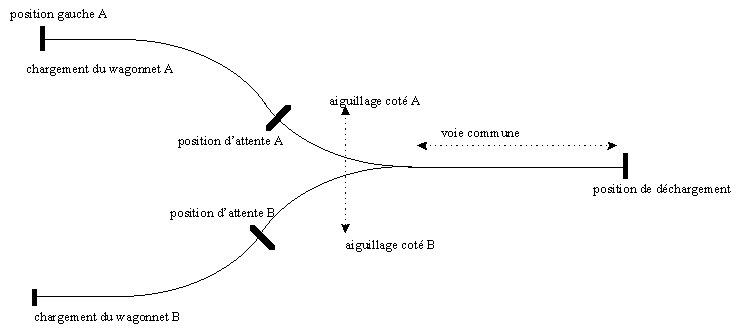 position gauche A
chargement du wagonnet A
aiguillage coté A
position d'attente A
voie commune
position de déchargement
position d'attente B
aiguillage coté B
chargement du wagonnet B